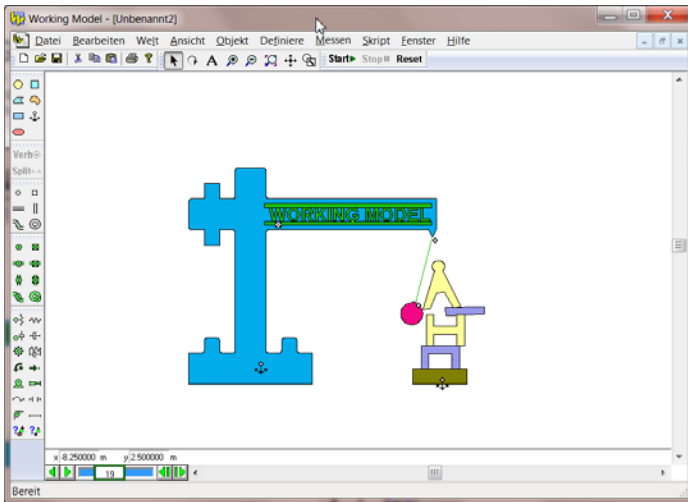 Working Model - [Unbenannt2]
Datei Bearbeiten Welt Ansicht Objekt Definiere Messen Skript Fenster Hilfe
A Start Stop Reset
Verb
Split
WORKING MODEL
x -8.250000 m y 2.500000 m
19
Bereit